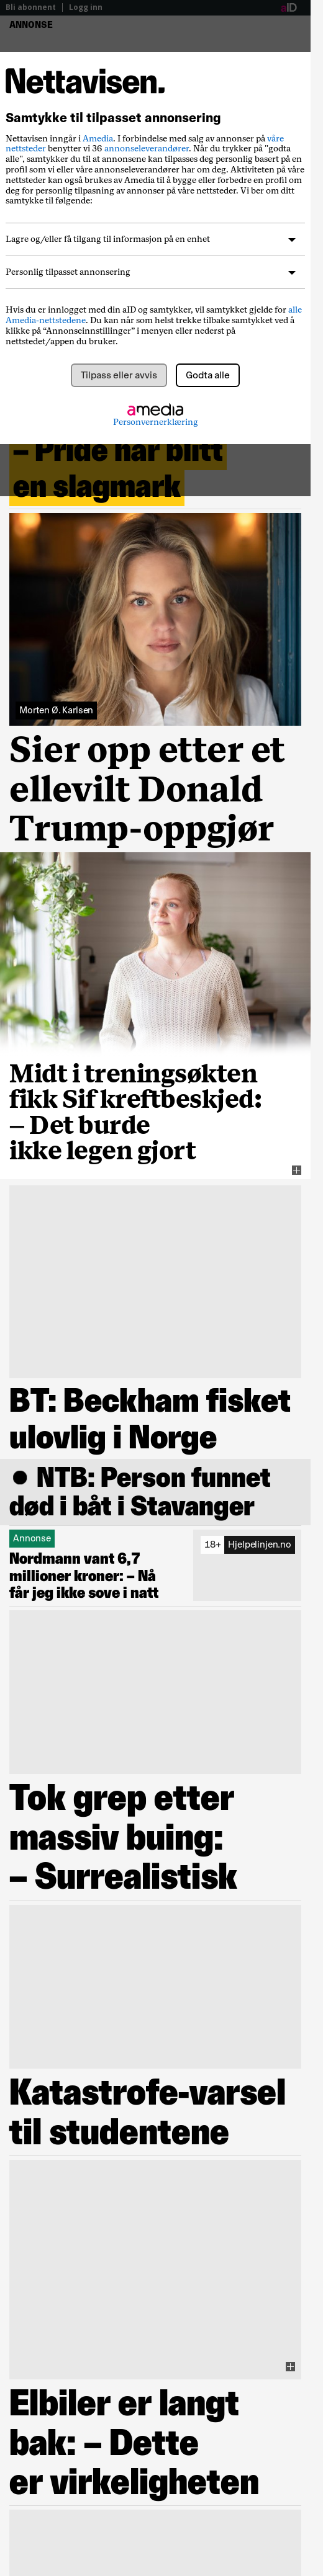 Bli abonnent | Logg inn
aID
ANNONSE
Nettavisen.
Samtykke til tilpasset annonsering
Nettavisen inngår i Amedia. I forbindelse med salg av annonser på våre
nettsteder benytter vi 36 annonseleverandører. Når du trykker på "godta
alle", samtykker du til at annonsene kan tilpasses deg personlig basert på en
profil som vi eller våre annonseleverandører har om deg. Aktiviteten på våre
nettsteder kan også brukes av Amedia til å bygge eller forbedre en profil om
deg for personlig tilpasning av annonser på våre nettsteder. Vi ber om ditt
samtykke til følgende:
Lagre og/eller få tilgang til informasjon på en enhet
Personlig tilpasset annonsering
Hvis du er innlogget med din aID og samtykker, vil samtykket gjelde for alle
Amedia-nettstedene. Du kan når som helst trekke tilbake samtykket ved å
klikke på “Annonseinnstillinger” i menyen eller nederst på
nettstedet/appen du bruker.
Tilpass eller avvis
Godta alle
amedia
Personvernerklæring
– Pride har blitt
en slagmark
Morten Ø. Karlsen
Sier opp etter et
ellevilt Donald
Trump-oppgjør
Midt i treningsøkten
fikk Sif kreftbeskjed:
– Det burde
ikke legen gjort
BT: Beckham fisket
ulovlig i Norge
NTB: Person funnet
død i båt i Stavanger
Annonse
Nordmann vant 6,7
millioner kroner: – Nå
får jeg ikke sove i natt
18+ Hjelpelinjen.no
Tok grep etter
massiv buing:
– Surrealistisk
Katastrofe-varsel
til studentene
Elbiler er langt
bak: – Dette
er virkeligheten